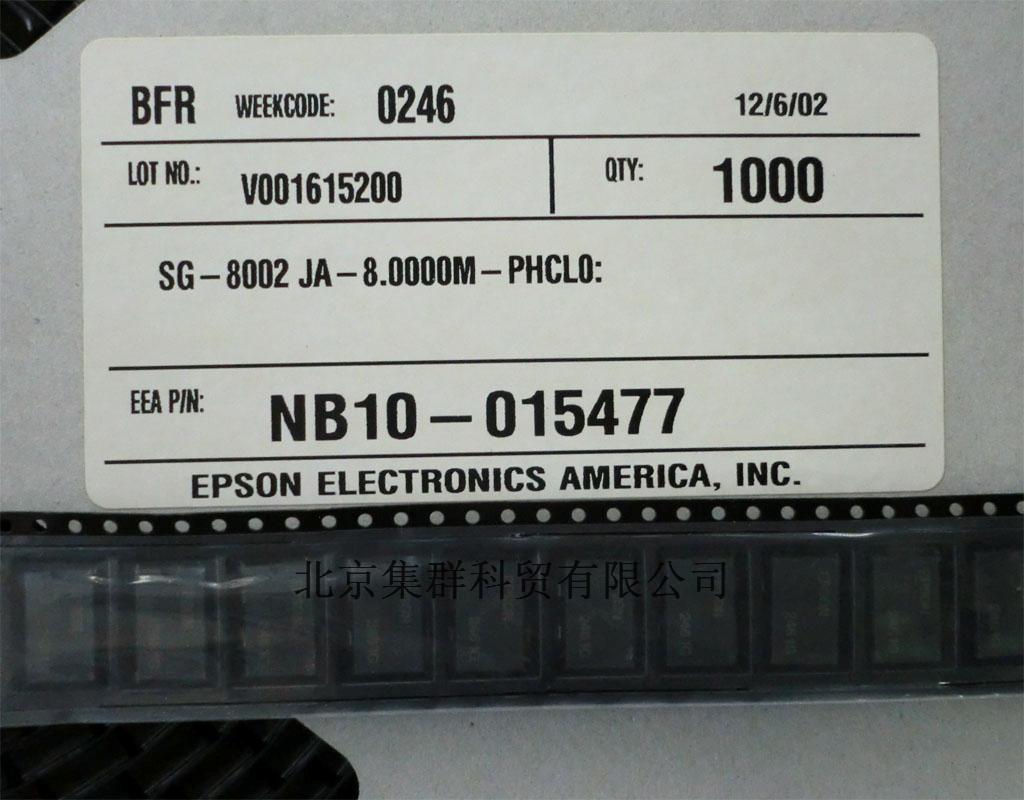 BFR WEEKCODE: 0246 12/6/02
LOT NO.: V001615200 QTY: 1000
SG-8002 JA-8.0000M-PHCL0:
EEA P/N: NB10-015477
EPSON ELECTRONICS AMERICA, INC.
北京集群科贸有限公司